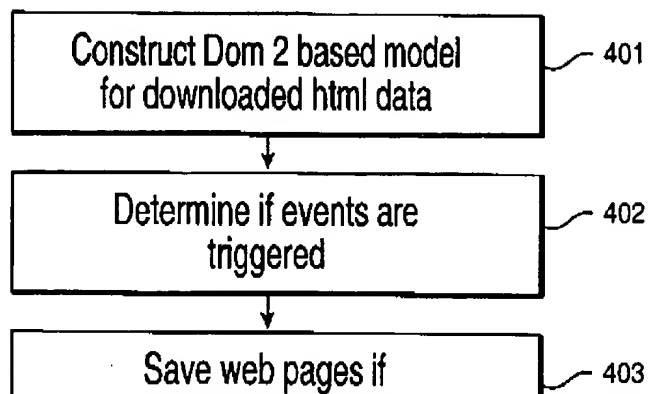 Construct Dom 2 based model
for downloaded html data
401
Determine if events are
triggered
402
Save web pages if
403